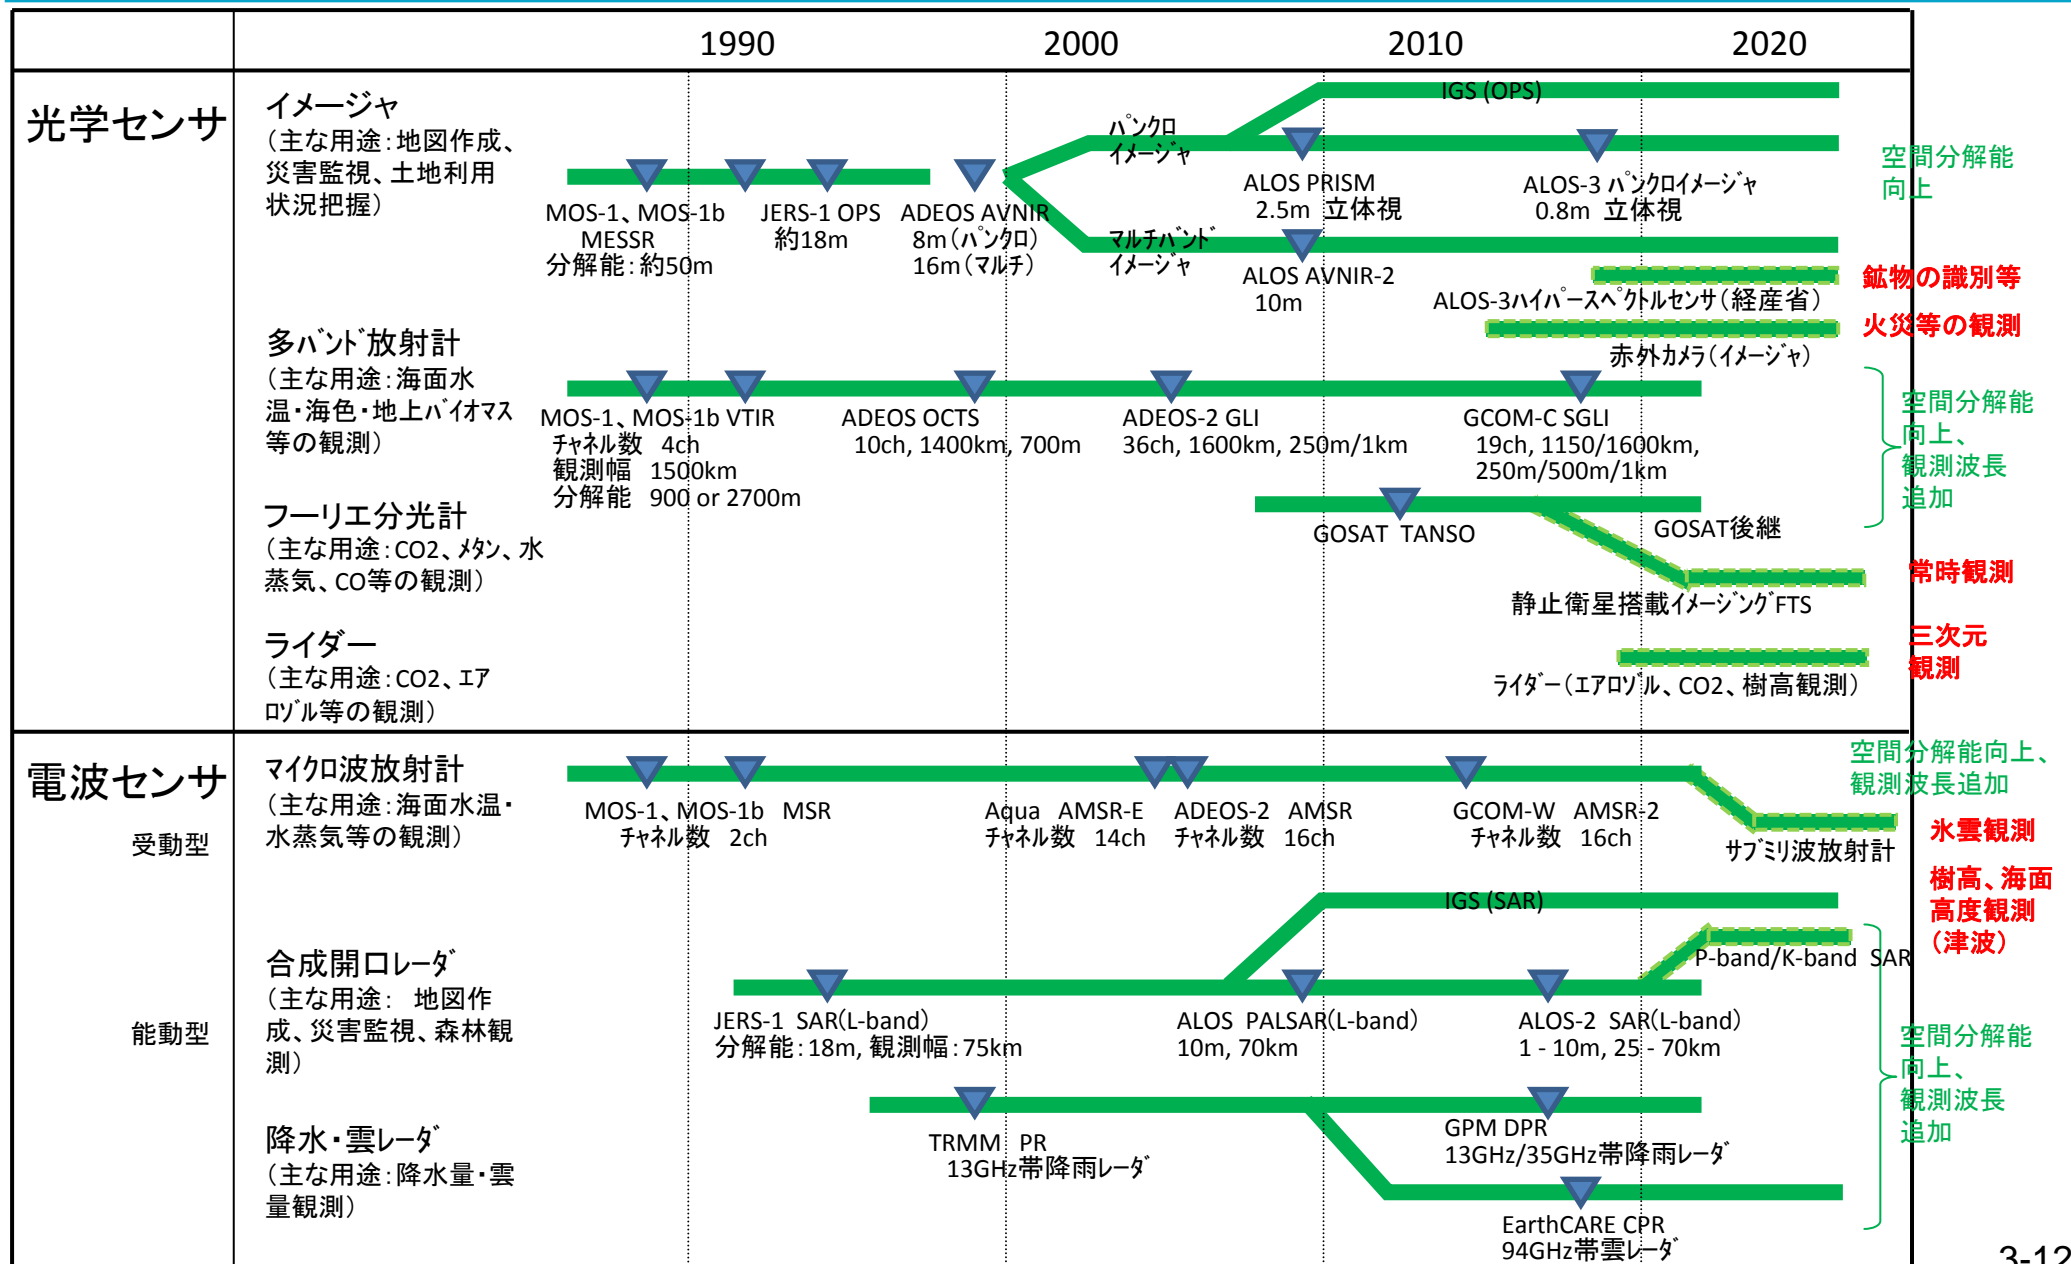 1990 2000 2010 2020
光学センサ
イメージャ
（主な用途：地図作成、
災害監視、土地利用
状況把握）
IGS (OPS)
パンクロ
イメージャ
MOS-1、MOS-1b
MESSR
分解能：約50m
JERS-1 OPS
約18m
ADEOS AVNIR
8m（パンクロ）
16m（マルチ）
ALOS PRISM
2.5m 立体視
ALOS-3 パンクロイメージャ
0.8m 立体視
空間分解能
向上
マルチバンド
イメージャ
ALOS AVNIR-2
10m
ALOS-3ハイパースペクトルセンサ（経産省）
鉱物の識別等
赤外カメラ（イメージャ）
火災等の観測
多バンド放射計
（主な用途：海面水
温・海色・地上バイオマス
等の観測）
MOS-1、MOS-1b VTIR
チャネル数 4ch
観測幅 1500km
分解能 900 or 2700m
ADEOS OCTS
10ch, 1400km, 700m
ADEOS-2 GLI
36ch, 1600km, 250m/1km
GCOM-C SGLI
19ch, 1150/1600km,
250m/500m/1km
空間分解能
向上、
観測波長
追加
フーリエ分光計
（主な用途：CO2、メタン、水
蒸気、CO等の観測）
GOSAT TANSO
GOSAT後継
静止衛星搭載イメージングFTS
常時観測
ライダー
（主な用途：CO2、エア
ロゾル等の観測）
ライダー（エアロゾル、CO2、樹高観測）
三次元
観測
電波センサ
受動型
マイクロ波放射計
（主な用途：海面水温・
水蒸気等の観測）
MOS-1、MOS-1b MSR
チャネル数 2ch
Aqua AMSR-E
チャネル数 14ch
ADEOS-2 AMSR
チャネル数 16ch
GCOM-W AMSR-2
チャネル数 16ch
空間分解能向上、
観測波長追加
サブミリ波放射計
氷雲観測
能動型
合成開口レーダ
（主な用途： 地図作
成、災害監視、森林観
測）
IGS (SAR)
P-band/K-band SAR
樹高、海面
高度観測
（津波）
JERS-1 SAR(L-band)
分解能：18m, 観測幅：75km
ALOS PALSAR(L-band)
10m, 70km
ALOS-2 SAR(L-band)
1 - 10m, 25 - 70km
空間分解能
向上、
観測波長
追加
降水・雲レーダ
（主な用途：降水量・雲
量観測）
TRMM PR
13GHz帯降雨レーダ
GPM DPR
13GHz/35GHz帯降雨レーダ
EarthCARE CPR
94GHz帯雲レーダ
3-12